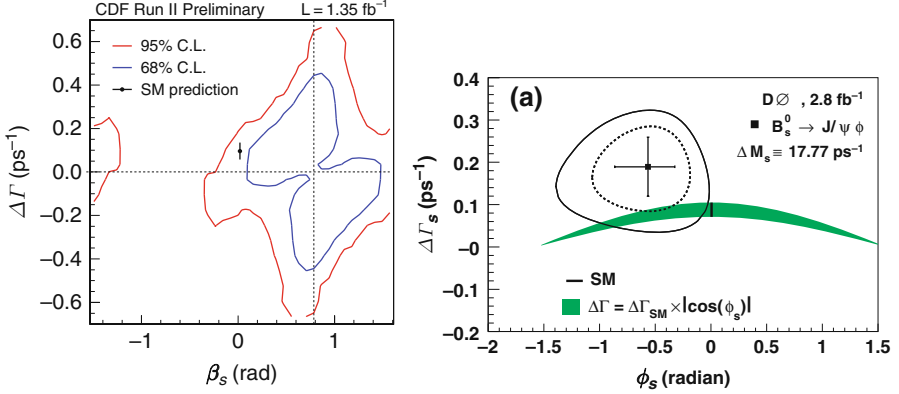 CDF Run II Preliminary L = 1.35 fb⁻¹
95% C.L.
68% C.L.
SM prediction
0.6
0.4
0.2
0.0
−0.2
−0.4
−0.6
ΔΓ (ps⁻¹)
−1 0 1
βₛ (rad)
(a)
DØ , 2.8 fb⁻¹
Bₛ⁰ → J/ψ φ
ΔMₛ ≡ 17.77 ps⁻¹
0.4
0.3
0.2
0.1
−0
−0.1
−0.2
ΔΓₛ (ps⁻¹)
SM
ΔΓ = ΔΓ_SM × |cos(φₛ)|
−2 −1.5 −1 −0.5 0 0.5 1 1.5
φₛ (radian)